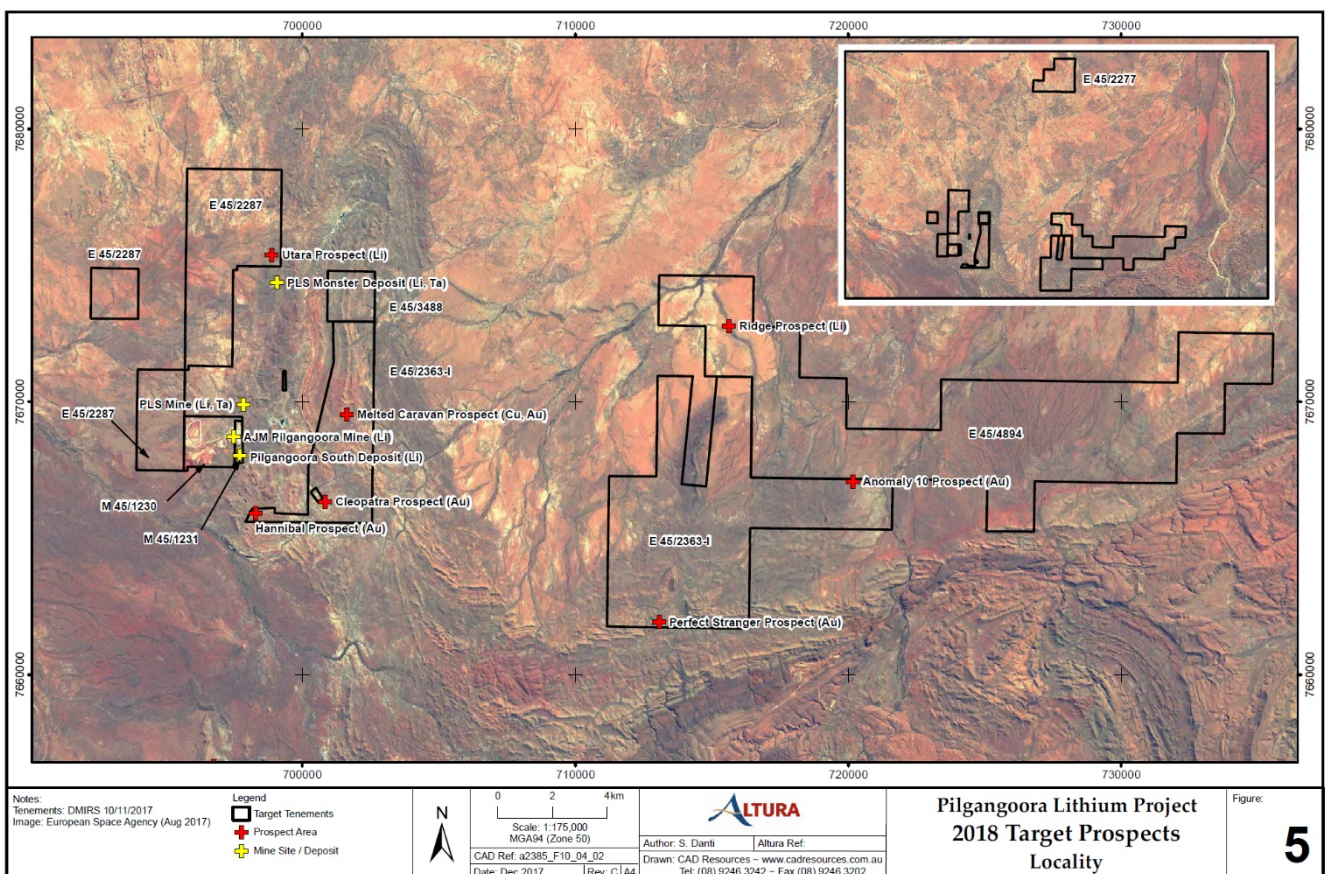 700000
710000
720000
730000
7680000
7680000
E 45/2277
E 45/2287
E 45/2287
Utara Prospect (Li)
PLS Monster Deposit (Li, Ta)
E 45/3488
Ridge Prospect (Li)
E 45/2363-I
7670000
7670000
PLS Mine (Li, Ta)
E 45/2287
Melted Caravan Prospect (Cu, Au)
E 45/4894
AJM Pilgangoora Mine (Li)
Pilgangoora South Deposit (Li)
Anomaly 10 Prospect (Au)
M 45/1230
Cleopatra Prospect (Au)
Hannibal Prospect (Au)
M 45/1231
E 45/2363-I
Perfect Stranger Prospect (Au)
7660000
7660000
700000
710000
720000
730000
Notes:
Tenements: DMIRS 10/11/2017
Image: European Space Agency (Aug 2017)
Legend
Target Tenements
Prospect Area
Mine Site / Deposit
N
0 2 4km
Scale: 1:175,000
MGA94 (Zone 50)
CAD Ref: a2385_F10_04_02
Date: Dec 2017 Rev: C A4
ALTURA
Author: S. Danti Altura Ref:
Drawn: CAD Resources ~ www.cadresources.com.au
Tel: (08) 9246 3242 ~ Fax (08) 9246 3202
Pilgangoora Lithium Project
2018 Target Prospects
Locality
Figure:
5